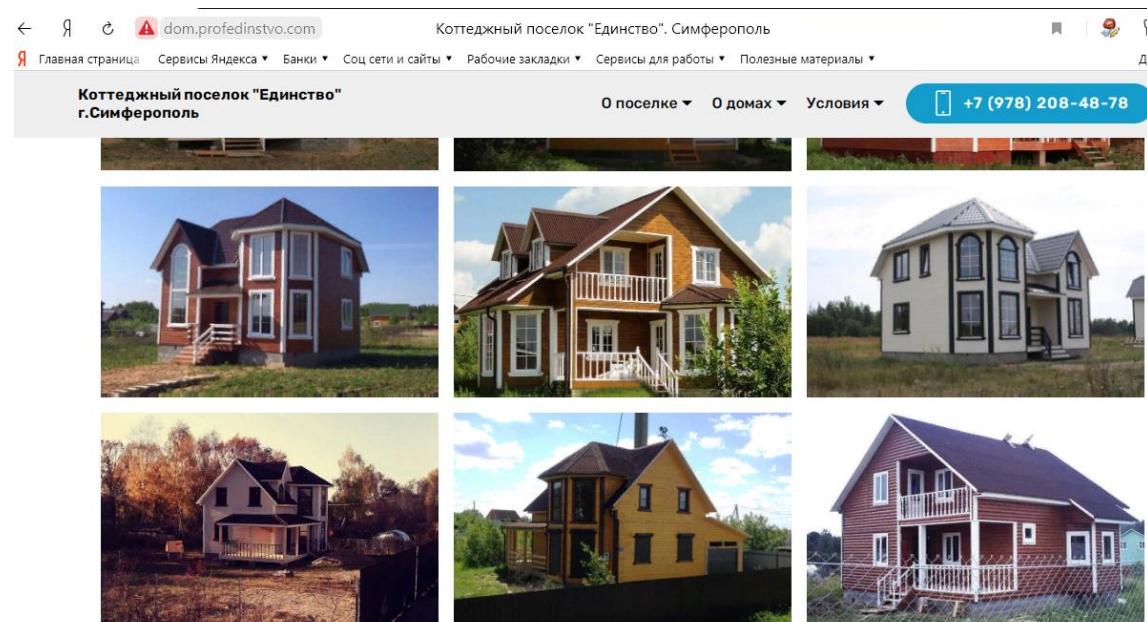 Я dom.profedinstvo.com Коттеджный поселок "Единство". Симферополь
Я Главная страница Сервисы Яндекса Банки Соц сети и сайты Рабочие закладки Сервисы для работы Полезные материалы
Коттеджный поселок "Единство"
г.Симферополь
О поселке О домах Условия +7 (978) 208-48-78